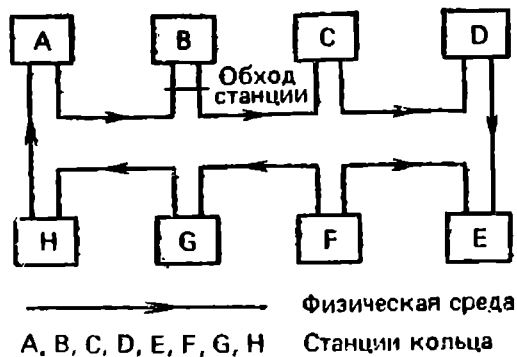 A B C D
Обход
станции
H G F E
Физическая среда
A, B, C, D, E, F, G, H Станции кольца